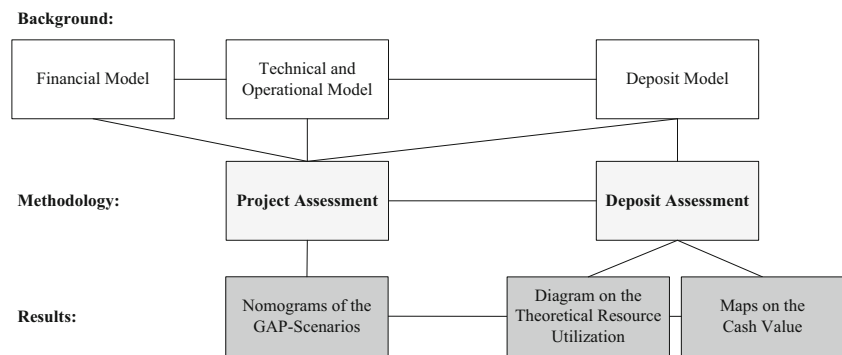 Background:
Financial Model
Technical and
Operational Model
Deposit Model
Methodology:
Project Assessment
Deposit Assessment
Results:
Nomograms of the
GAP-Scenarios
Diagram on the
Theoretical Resource
Utilization
Maps on the
Cash Value